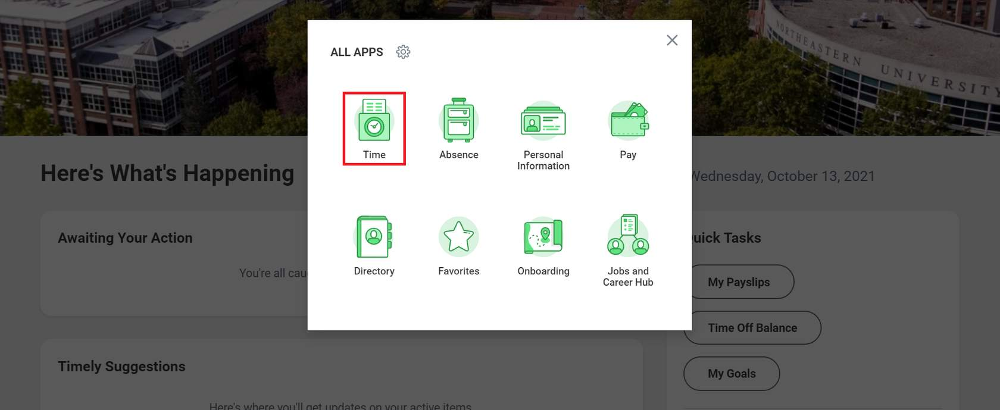 NORTHEASTERN UNIVERSITY
ALL APPS
Time
Absence
Personal
Information
Pay
Directory
Favorites
Onboarding
Jobs and
Career Hub
Here's What's Happening
Wednesday, October 13, 2021
Awaiting Your Action
You're all
Timely Suggestions
Here's where you'll get updates on your active items
Tasks
My Payslips
Time Off Balance
My Goals